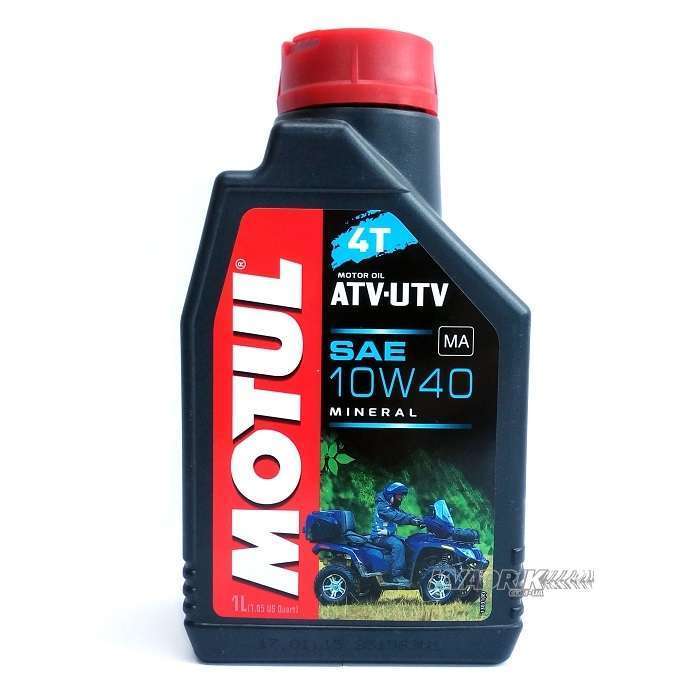 4T
MOTOR OIL
ATV-UTV
SAE
MA
10W40
MINERAL
MOTUL®
1L (1.05 US Quart)